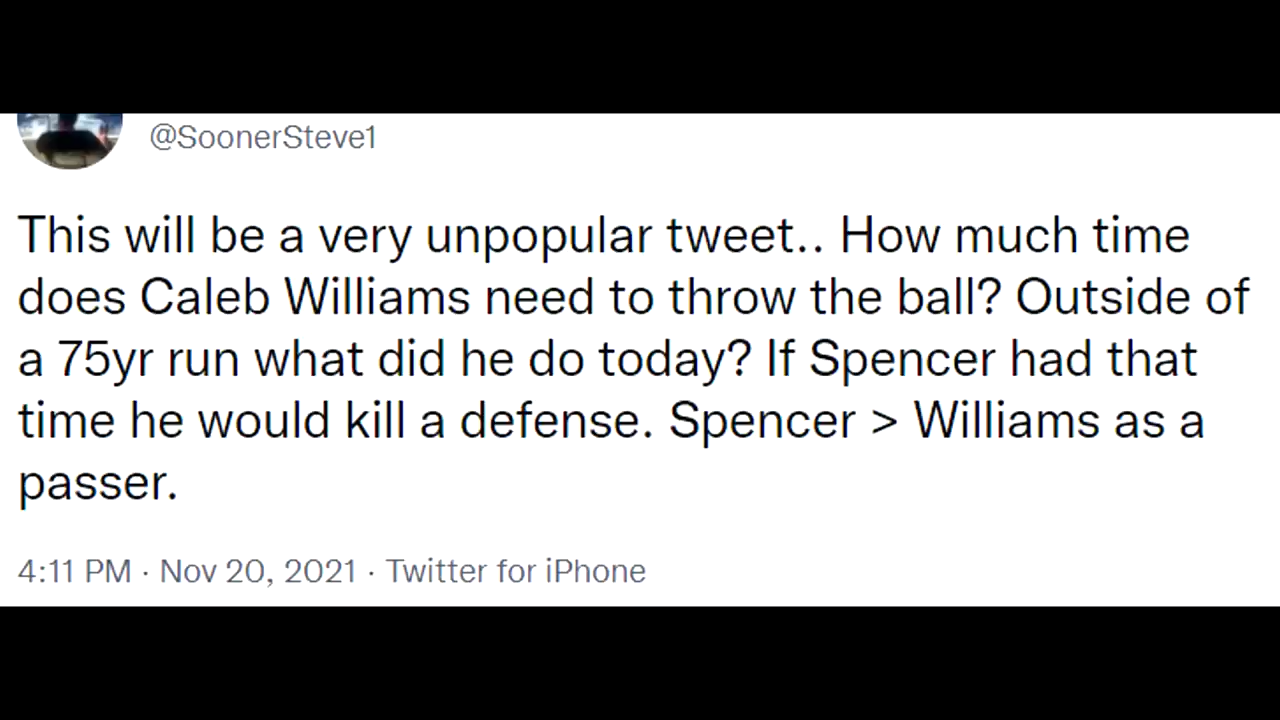 @SoonerSteve1
This will be a very unpopular tweet.. How much time
does Caleb Williams need to throw the ball? Outside of
a 75yr run what did he do today? If Spencer had that
time he would kill a defense. Spencer > Williams as a
passer.
4:11 PM · Nov 20, 2021 · Twitter for iPhone